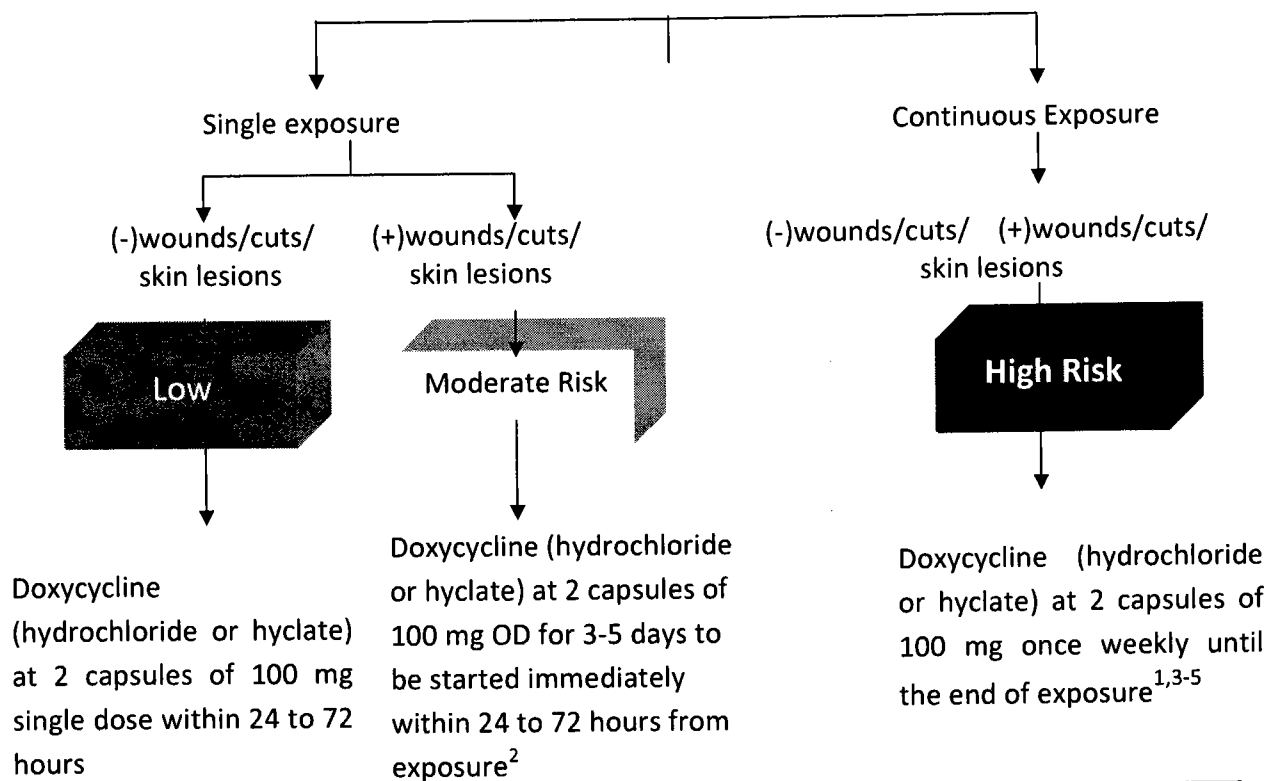 Single exposure
Continuous Exposure
(-)wounds/cuts/
skin lesions
(+)wounds/cuts/
skin lesions
(-)wounds/cuts/ (+)wounds/cuts/
skin lesions
Low
Moderate Risk
High Risk
Doxycycline
(hydrochloride or hyclate)
at 2 capsules of 100 mg
single dose within 24 to 72
hours
Doxycycline (hydrochloride
or hyclate) at 2 capsules of
100 mg OD for 3-5 days to
be started immediately
within 24 to 72 hours from
exposure²
Doxycycline (hydrochloride
or hyclate) at 2 capsules of
100 mg once weekly until
the end of exposure¹,³⁻⁵